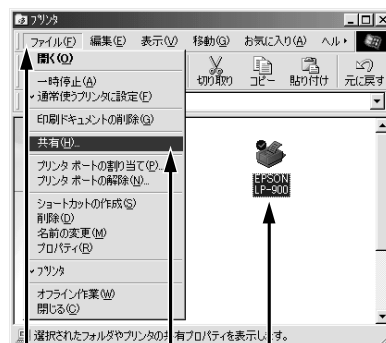 プリンタ
ファイル(F) 編集(E) 表示(V) 移動(G) お気に入り(A) ヘル
開く(O)
一時停止(A)
通常使うプリンタに設定(F)
印刷ドキュメントの削除(G)
共有(H)...
プリンタ ポートの割り当て(P)...
プリンタ ポートの解除(N)...
ショートカットの作成(S)
削除(D)
名前の変更(M)
プロパティ(R)
プリンタ
オフライン作業(W)
閉じる(C)
切り取り コピー 貼り付け 元に戻す
EPSON
LP-900
選択されたフォルダやプリンタの共有プロパティを表示します。